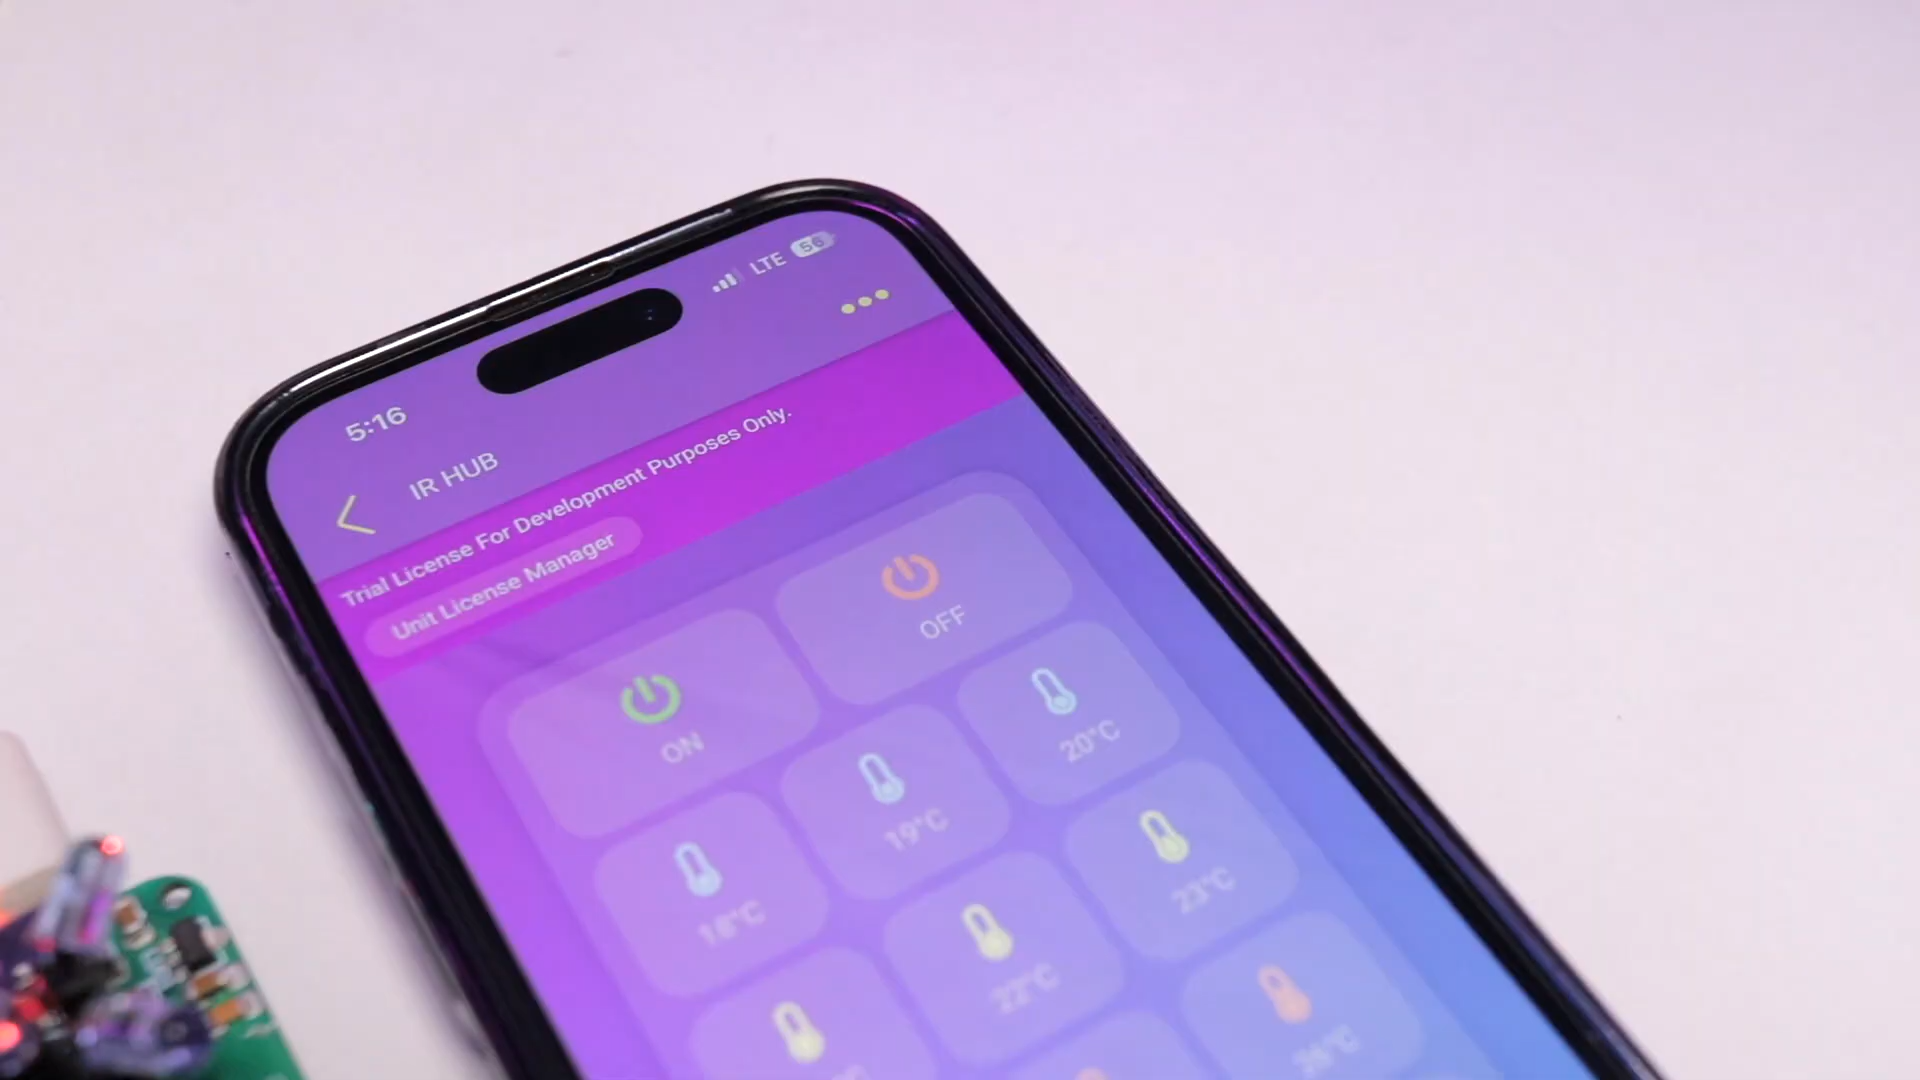 5:16
LTE
56
IR HUB
Trial License For Development Purposes Only.
Unit License Manager
ON
OFF
18°C
19°C
20°C
22°C
23°C
26°C